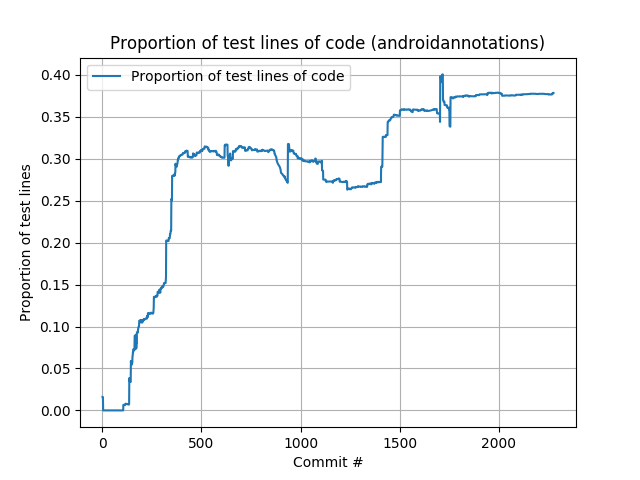 Proportion of test lines of code (androidannotations)
Proportion of test lines of code
Proportion of test lines
0.40
0.35
0.30
0.25
0.20
0.15
0.10
0.05
0.00
0 500 1000 1500 2000
Commit #